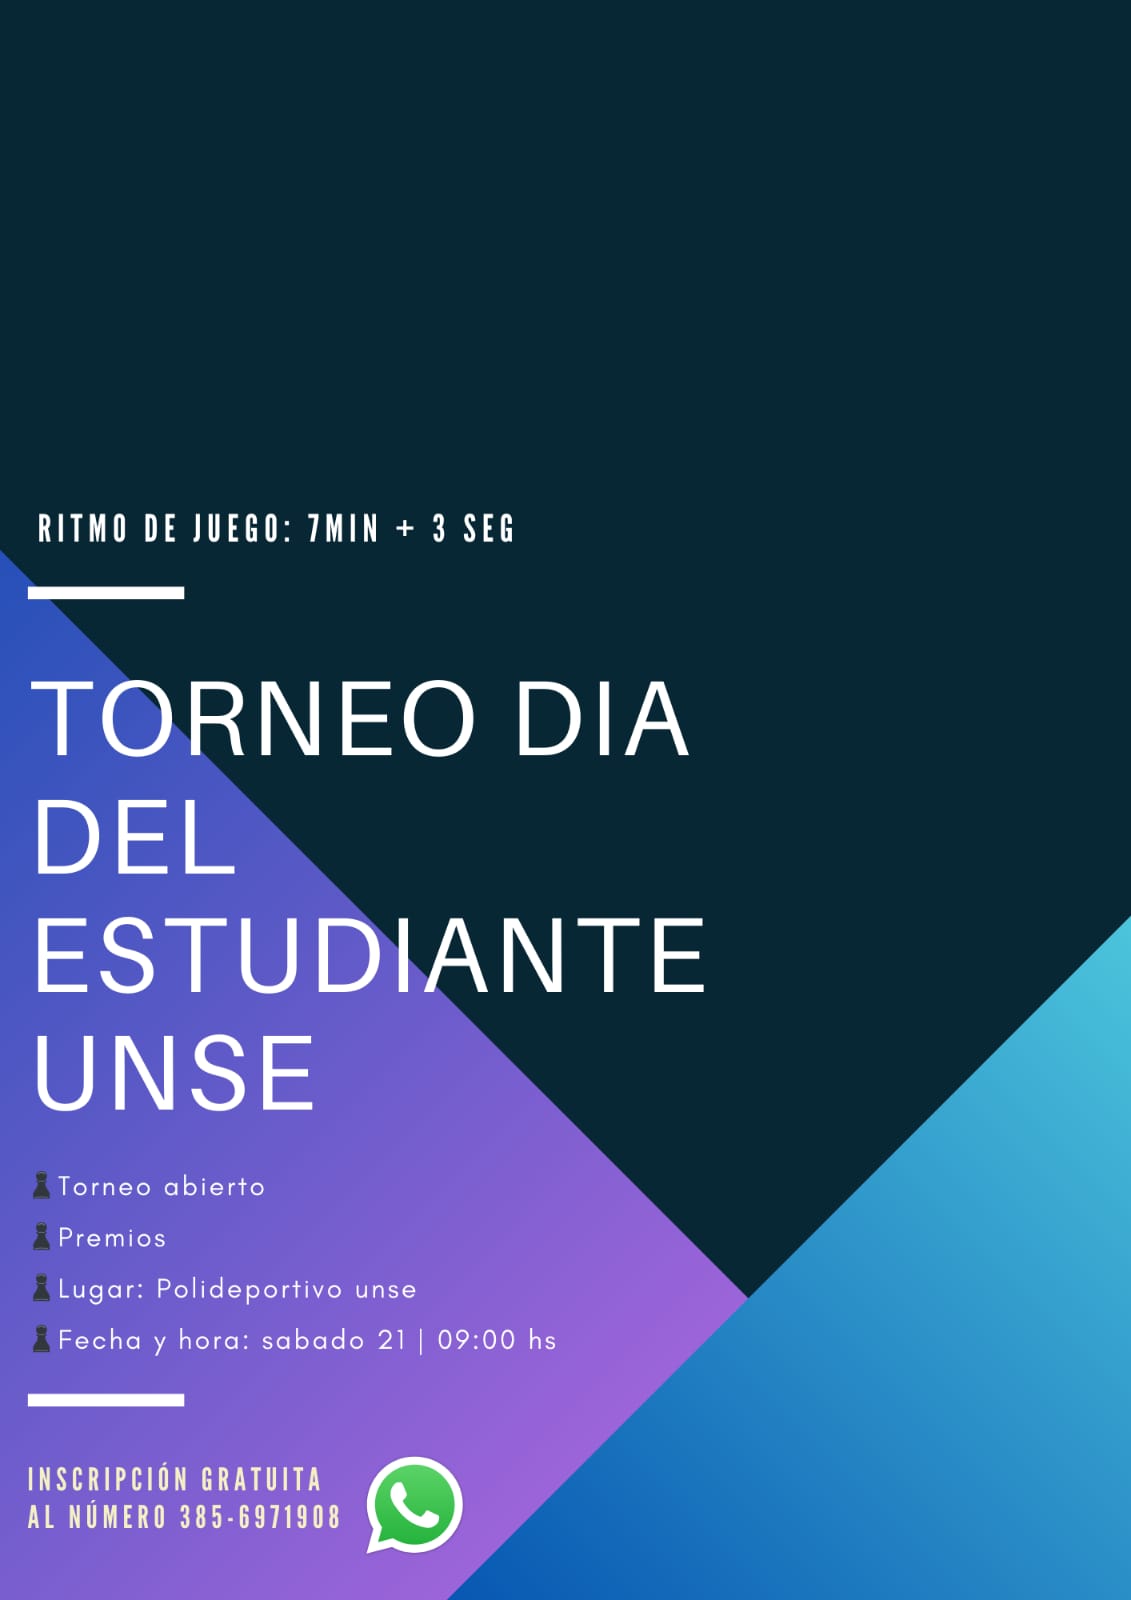 RITMO DE JUEGO: 7MIN + 3 SEG
TORNEO DIA
DEL
ESTUDIANTE
UNSE
♟Torneo abierto
♟Premios
♟Lugar: Polideportivo unse
♟Fecha y hora: sabado 21 | 09:00 hs
INSCRIPCIÓN GRATUITA
AL NÚMERO 385-6971908